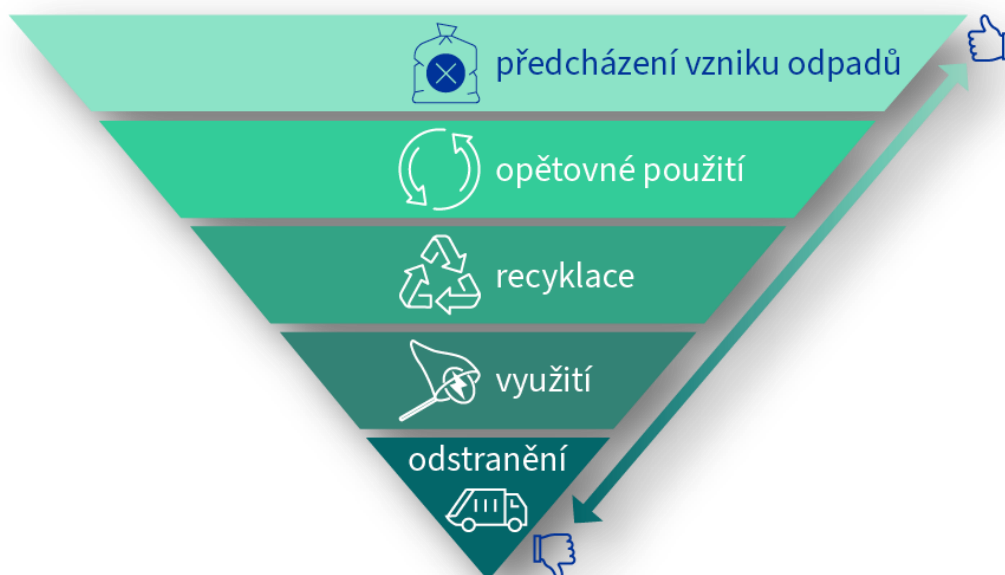 předcházení vzniku odpadů
opětovné použití
recyklace
využití
odstranění